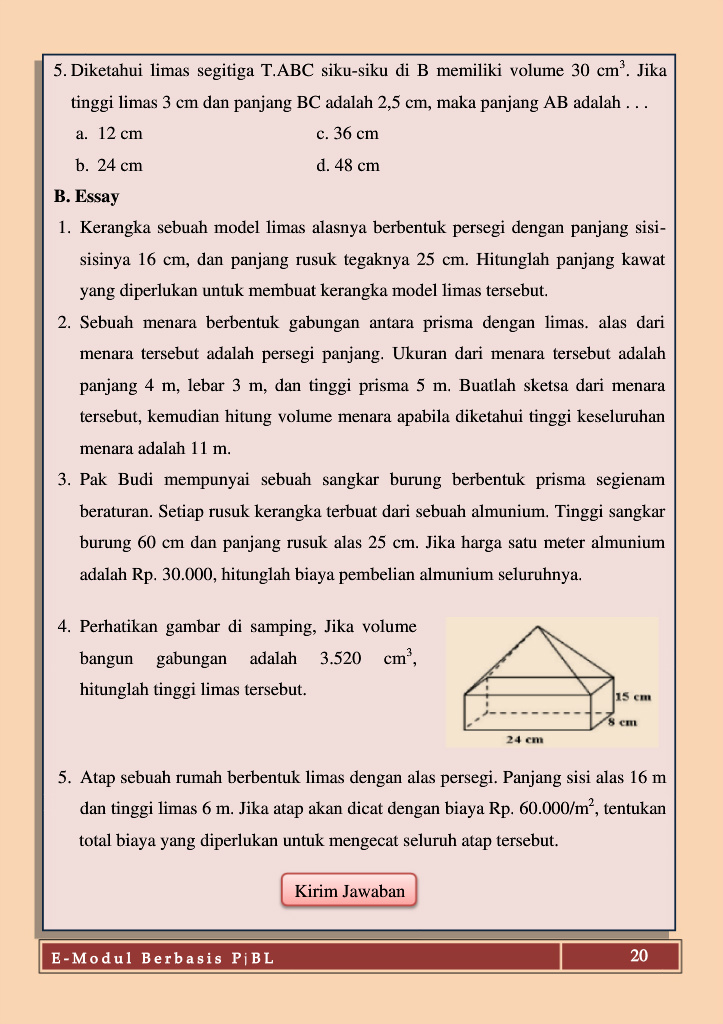 5. Diketahui limas segitiga T.ABC siku-siku di B memiliki volume 30 cm³. Jika
tinggi limas 3 cm dan panjang BC adalah 2,5 cm, maka panjang AB adalah . . .
a. 12 cm c. 36 cm
b. 24 cm d. 48 cm
B. Essay
1. Kerangka sebuah model limas alasnya berbentuk persegi dengan panjang sisi-
sisinya 16 cm, dan panjang rusuk tegaknya 25 cm. Hitunglah panjang kawat
yang diperlukan untuk membuat kerangka model limas tersebut.
2. Sebuah menara berbentuk gabungan antara prisma dengan limas. alas dari
menara tersebut adalah persegi panjang. Ukuran dari menara tersebut adalah
panjang 4 m, lebar 3 m, dan tinggi prisma 5 m. Buatlah sketsa dari menara
tersebut, kemudian hitung volume menara apabila diketahui tinggi keseluruhan
menara adalah 11 m.
3. Pak Budi mempunyai sebuah sangkar burung berbentuk prisma segienam
beraturan. Setiap rusuk kerangka terbuat dari sebuah almunium. Tinggi sangkar
burung 60 cm dan panjang rusuk alas 25 cm. Jika harga satu meter almunium
adalah Rp. 30.000, hitunglah biaya pembelian almunium seluruhnya.
4. Perhatikan gambar di samping, Jika volume
bangun gabungan adalah 3.520 cm³,
hitunglah tinggi limas tersebut.
15 cm
8 cm
24 cm
5. Atap sebuah rumah berbentuk limas dengan alas persegi. Panjang sisi alas 16 m
dan tinggi limas 6 m. Jika atap akan dicat dengan biaya Rp. 60.000/m², tentukan
total biaya yang diperlukan untuk mengecat seluruh atap tersebut.
Kirim Jawaban
E-Modul Berbasis PjBL 20